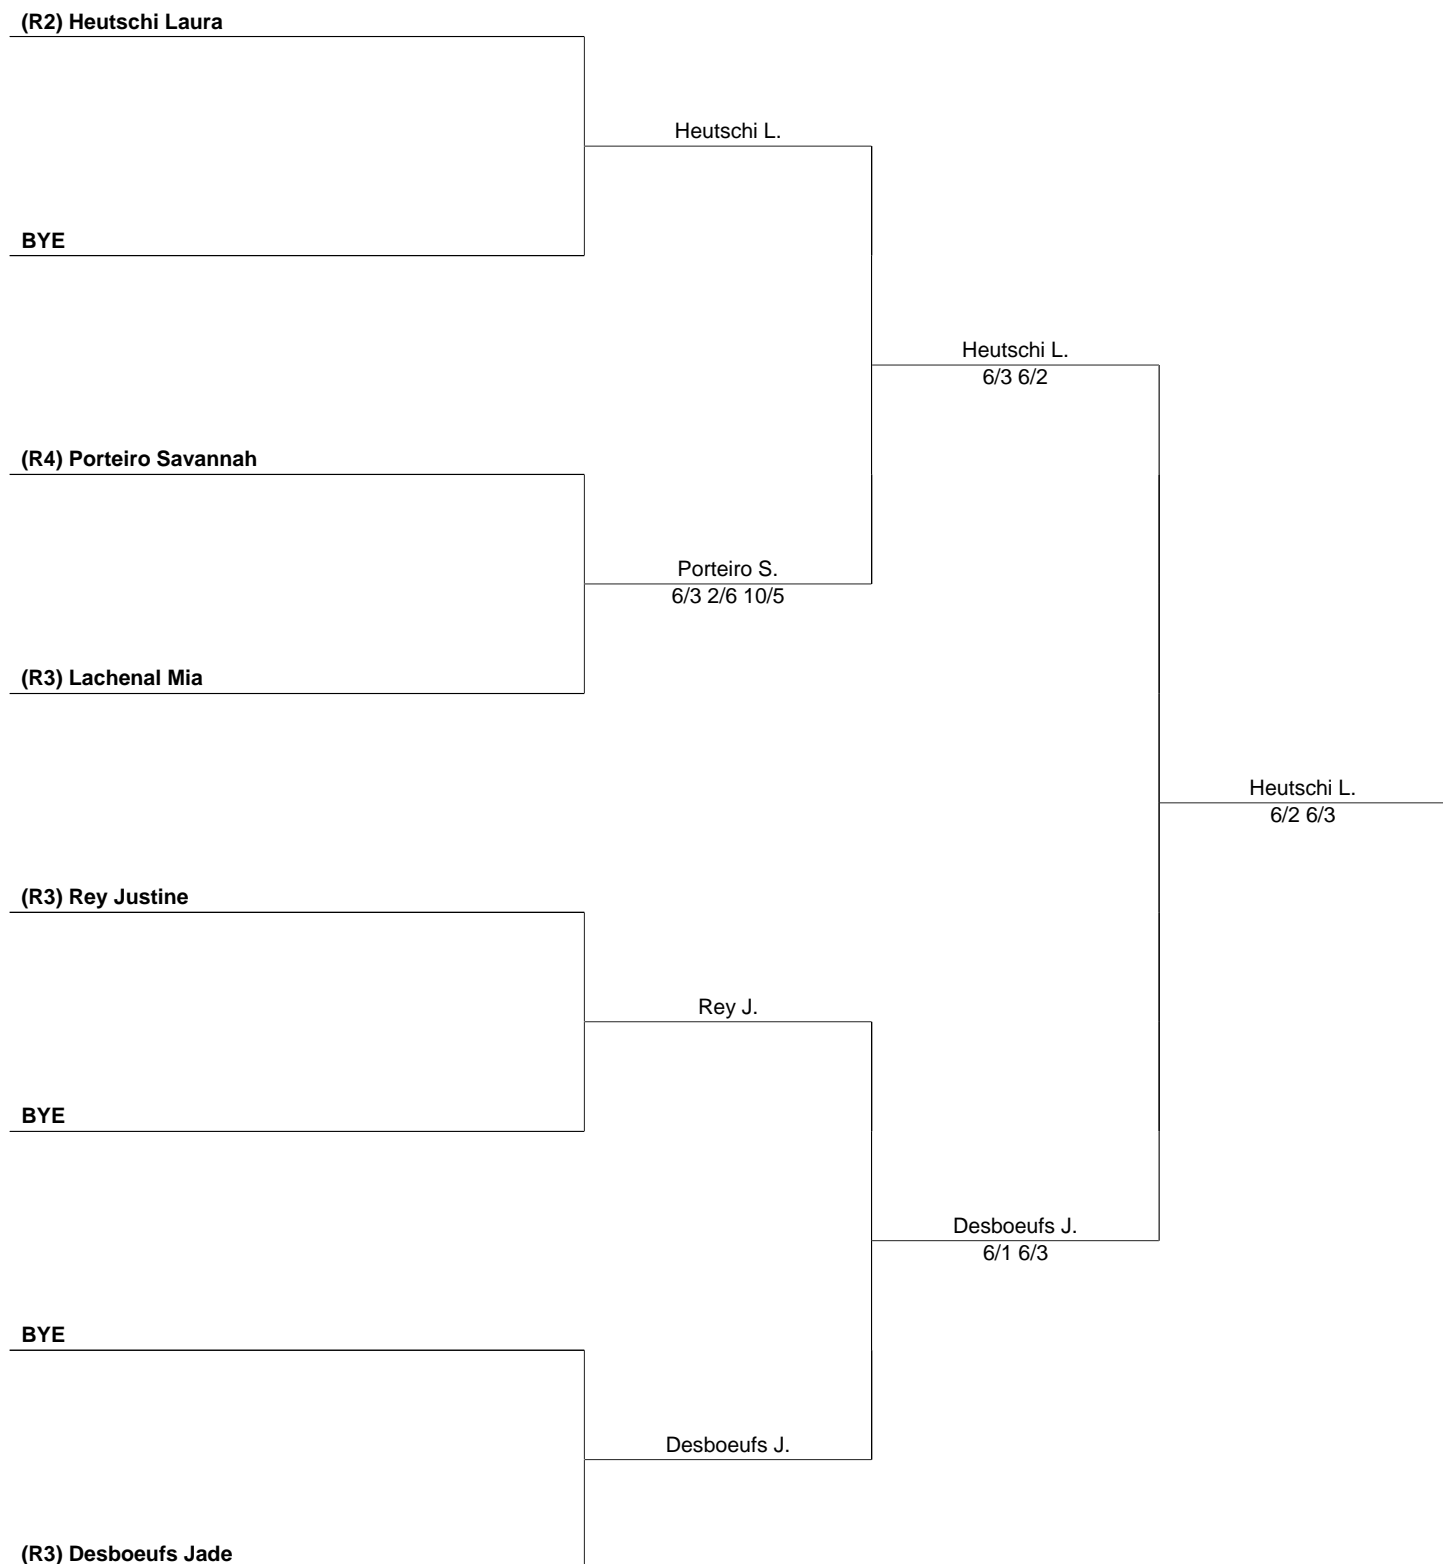 (R2) Heutschi Laura
Heutschi L.
BYE
Heutschi L.
6/3 6/2
(R4) Porteiro Savannah
Porteiro S.
6/3 2/6 10/5
(R3) Lachenal Mia
Heutschi L.
6/2 6/3
(R3) Rey Justine
Rey J.
BYE
Desboeufs J.
6/1 6/3
BYE
Desboeufs J.
(R3) Desboeufs Jade